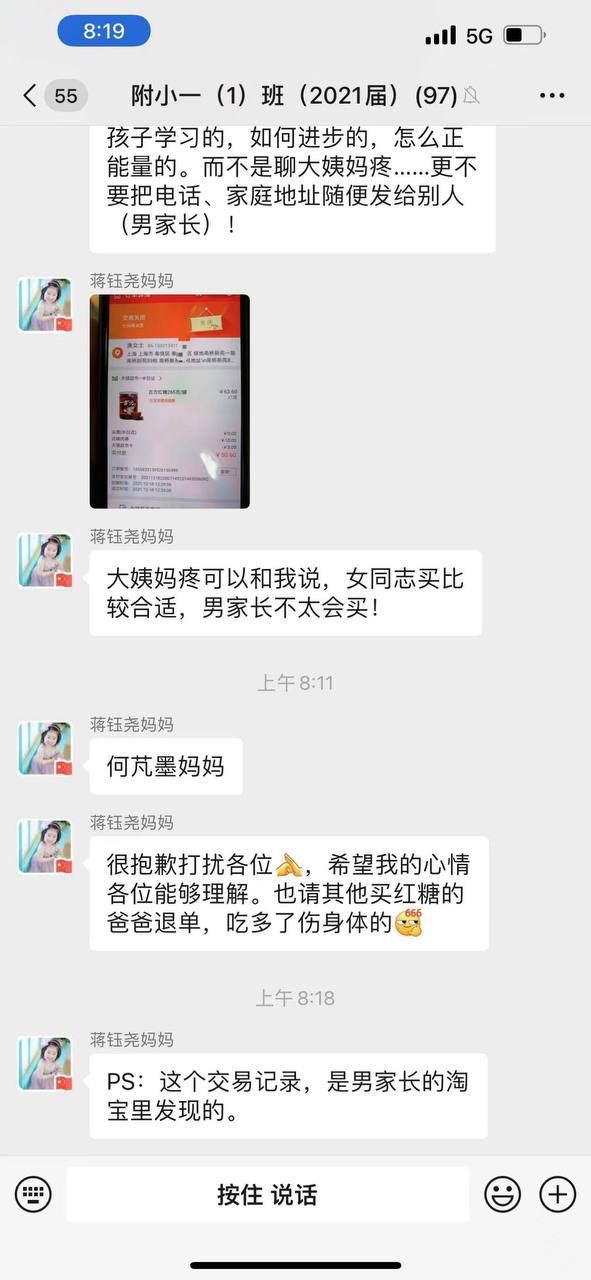 8:19
5G
55
附小一（1）班（2021届）(97)
孩子学习的，如何进步的，怎么正
能量的。而不是聊大姨妈疼……更不
要把电话、家庭地址随便发给别人
（男家长）！
蒋钰尧妈妈
交易关闭
蒋钰尧妈妈
大姨妈疼可以和我说，女同志买比
较合适，男家长不太会买！
上午 8:11
蒋钰尧妈妈
何芃墨妈妈
蒋钰尧妈妈
很抱歉打扰各位，希望我的心情
各位能够理解。也请其他买红糖的
爸爸退单，吃多了伤身体的
666
上午 8:18
蒋钰尧妈妈
PS：这个交易记录，是男家长的淘
宝里发现的。
按住 说话